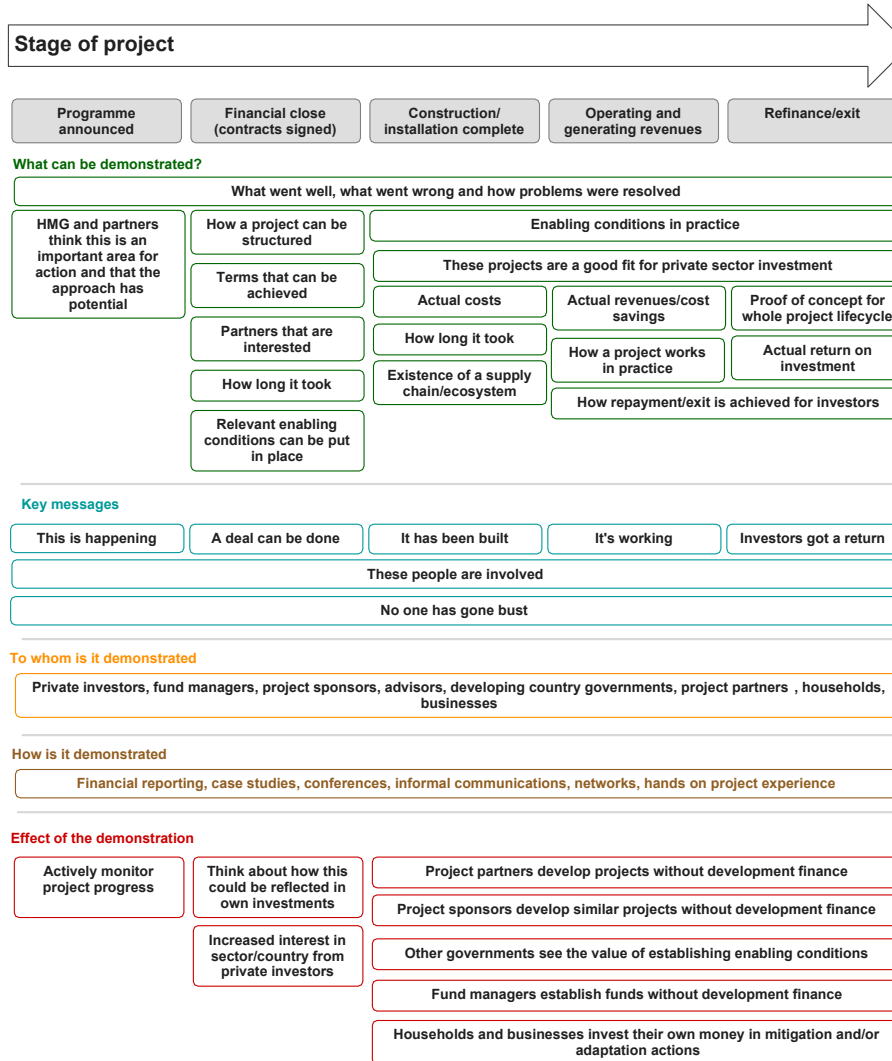 Stage of project
Programme
announced
Financial close
(contracts signed)
Construction/
installation complete
Operating and
generating revenues
Refinance/exit
What can be demonstrated?
What went well, what went wrong and how problems were resolved
HMG and partners
think this is an
important area for
action and that the
approach has
potential
How a project can be
structured
Terms that can be
achieved
Partners that are
interested
How long it took
Relevant enabling
conditions can be put
in place
Enabling conditions in practice
These projects are a good fit for private sector investment
Actual costs
How long it took
Existence of a supply
chain/ecosystem
Actual revenues/cost
savings
How a project works
in practice
Proof of concept for
whole project lifecycle
Actual return on
investment
How repayment/exit is achieved for investors
Key messages
This is happening
A deal can be done
It has been built
It's working
Investors got a return
These people are involved
No one has gone bust
To whom is it demonstrated
Private investors, fund managers, project sponsors, advisors, developing country governments, project partners , households,
businesses
How is it demonstrated
Financial reporting, case studies, conferences, informal communications, networks, hands on project experience
Effect of the demonstration
Actively monitor
project progress
Think about how this
could be reflected in
own investments
Increased interest in
sector/country from
private investors
Project partners develop projects without development finance
Project sponsors develop similar projects without development finance
Other governments see the value of establishing enabling conditions
Fund managers establish funds without development finance
Households and businesses invest their own money in mitigation and/or
adaptation actions